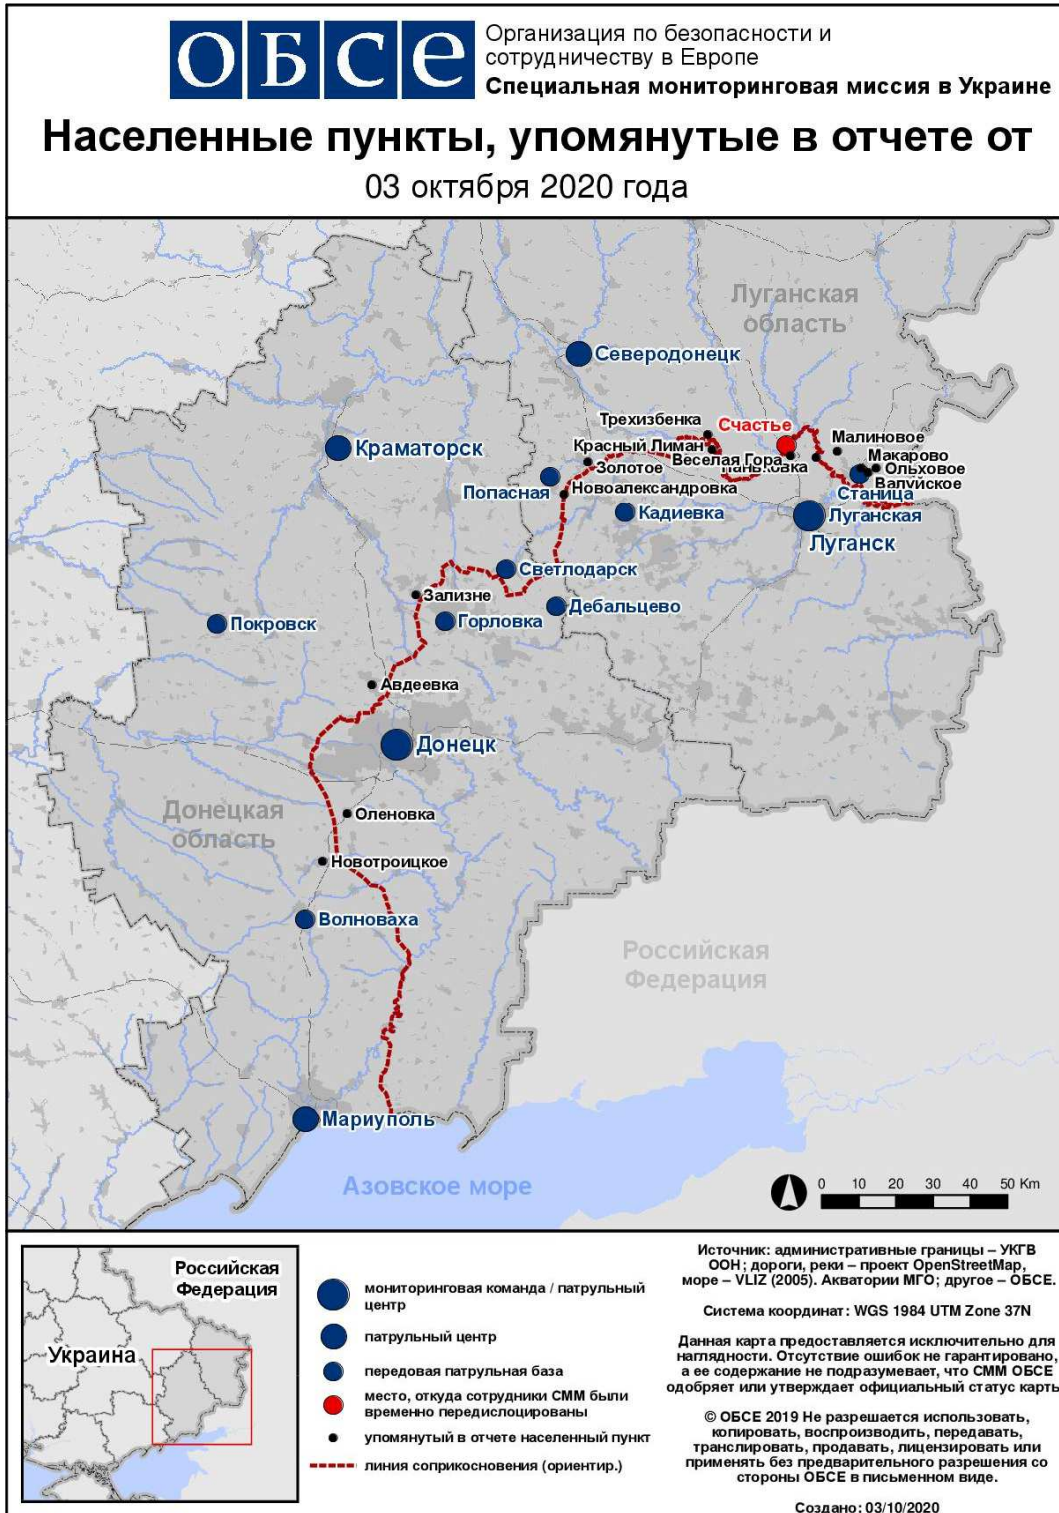 ОБСЕ
Организация по безопасности и
сотрудничеству в Европе
Специальная мониторинговая миссия в Украине
Населенные пункты, упомянутые в отчете от
03 октября 2020 года
Луганская
область
Северодонецк
Трехизбенка
Счастье
Краматорск
Красный Лиман
Веселая Гора
Малиновое
Макарово
Золотое
Ольховое
Валуйское
Попасная
Новоалександровка
Станица
Луганская
Кадиевка
Луганск
Светлодарск
Зализне
Дебальцево
Покровск
Горловка
Авдеевка
Донецк
Донецкая
область
Оленовка
Новотроицкое
Волноваха
Российская
Федерация
Мариуполь
Азовское море
0 10 20 30 40 50 Km
Российская
Федерация
Украина
мониторинговая команда / патрульный
центр
патрульный центр
передовая патрульная база
место, откуда сотрудники СММ были
временно передислоцированы
упомянутый в отчете населенный пункт
линия соприкосновения (ориентир.)
Источник: административные границы – УКГВ
ООН; дороги, реки – проект OpenStreetMap,
море – VLIZ (2005). Акватории МГО; другое – ОБСЕ.
Система координат: WGS 1984 UTM Zone 37N
Данная карта предоставляется исключительно для
наглядности. Отсутствие ошибок не гарантировано,
а ее содержание не подразумевает, что СММ ОБСЕ
одобряет или утверждает официальный статус карты
© ОБСЕ 2019 Не разрешается использовать,
копировать, воспроизводить, передавать,
транслировать, продавать, лицензировать или
применять без предварительного разрешения со
стороны ОБСЕ в письменном виде.
Создано: 03/10/2020